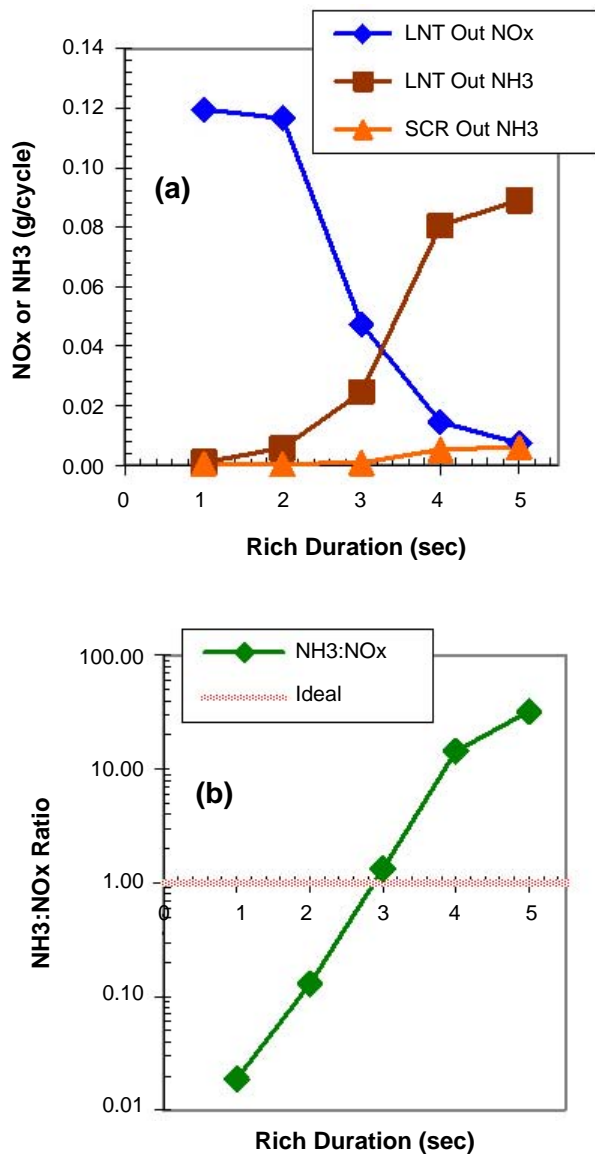 LNT Out NOx
LNT Out NH3
SCR Out NH3
(a)
NOx or NH3 (g/cycle)
0.14
0.12
0.10
0.08
0.06
0.04
0.02
0.00
0 1 2 3 4 5
Rich Duration (sec)
NH3:NOx
Ideal
(b)
NH3:NOx Ratio
100.00
10.00
1.00
0.10
0.01
0 1 2 3 4 5
Rich Duration (sec)